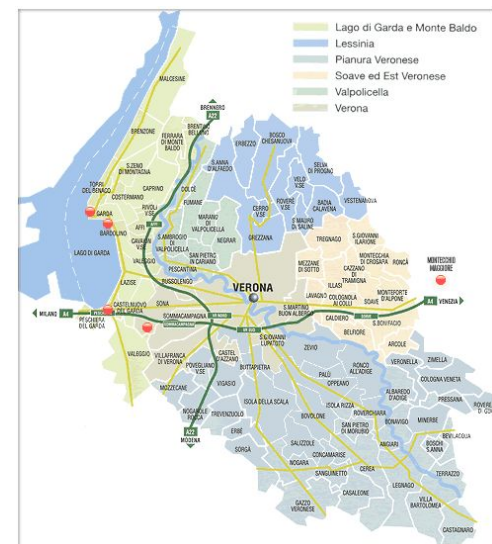 Lago di Garda e Monte Baldo
Lessinia
Pianura Veronese
Soave ed Est Veronese
Valpolicella
Verona
MALCESINE
BRENNERO
A22
BRENZONE
FERRARA
DI MONTE
BALDO
BRENTINO
BELLUNO
ERBEZZO
BOSCO
CHIESANUOVA
S.ANNA
D'ALFAEDO
SELVA
DI PROGNO
S.ZENO
DI MONTAGNA
VELO
V.SE
TORRI
DEL BENACO
CAPRINO
DOLCÈ
CERRO
V.SE
ROVERÈ
V.SE
BADIA
CALAVENA
VESTENANOVA
COSTERMANO
FUMANE
GARDA
RIVOLI
V.SE
MARANO
DI
VALPOLICELLA
S.MAURO
DI SALINE
S.GIOVANNI
ILARIONE
BARDOLINO
AFFI
S.AMBROGIO
DI
VALPOLICELLA
NEGRAR
GREZZANA
TREGNAGO
CAVAION
V.SE
SAN PIETRO
IN CARIANO
MEZZANE
DI SOTTO
MONTECCHIA
DI CROSARA
RONCÀ
MONTECCHIO
MAGGIORE
LAGO DI GARDA
PESCANTINA
CAZZANO
DI
TRAMIGNA
LAZISE
BUSSOLENGO
VERONA
ILLASI
LAVAGNO
COLOGNOLA
AI COLLI
SOAVE
MONTEFORTE
D'ALPONE
CASTELNUOVO
DEL GARDA
SONA
S.MARTINO
BUON ALBERGO
CALDIERO
S.BONIFACIO
MILANO
A4
PESCHIERA
DEL GARDA
SOMMACAMPAGNA
A4
VENEZIA
BELFIORE
ARCOLE
VALEGGIO
VILLAFRANCA
DI VERONA
CASTEL
D'AZZANO
S.GIOVANNI
LUPATOTO
ZEVIO
VERONELLA
ZIMELLA
POVEGLIANO
V.SE
BUTTAPIETRA
RONCO
ALL'ADIGE
COLOGNA VENETA
MOZZECANE
VIGASIO
PALÙ
OPPEANO
ALBAREDO
D'ADIGE
PRESSANA
NOGAROLE
ROCCA
TREVENZUOLO
ISOLA DELLA SCALA
ISOLA RIZZA
BOVOLONE
ROVERCHIARA
BONAVIGO
MINERBE
A22
MODENA
ERBÈ
SAN PIETRO
DI MORUBIO
BEVILACQUA
SORGÀ
SALIZZOLE
ANGIARI
BOSCHI
S.ANNA
CONCAMARISE
NOGARA
SANGUINETTO
CEREA
LEGNAGO
TERRAZZO
GAZZO
VERONESE
CASALEONE
VILLA
BARTOLOMEA
CASTAGNARO